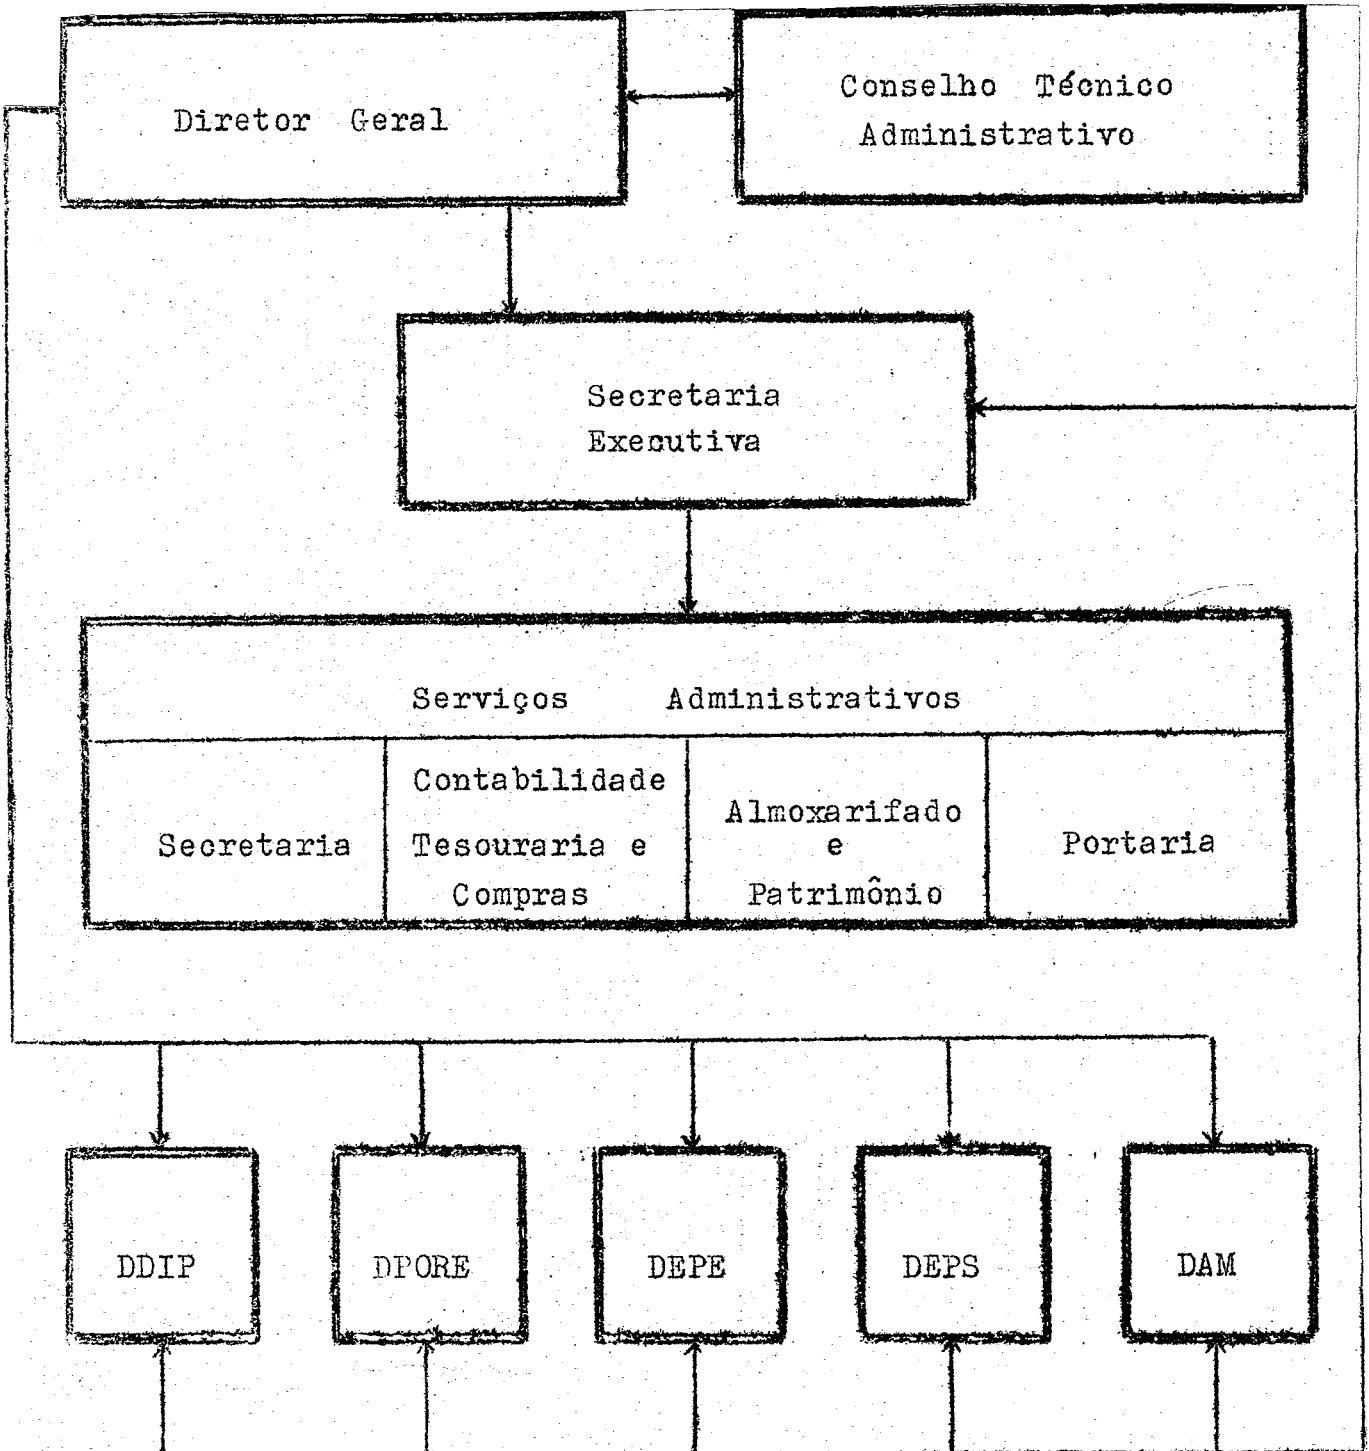 Diretor Geral
Conselho Técnico
Administrativo
Secretaria
Executiva
Serviços Administrativos
Secretaria
Contabilidade
Tesouraria e
Compras
Almoxarifado
e
Patrimônio
Portaria
DDIP
DPORE
DEPE
DEPS
DAM